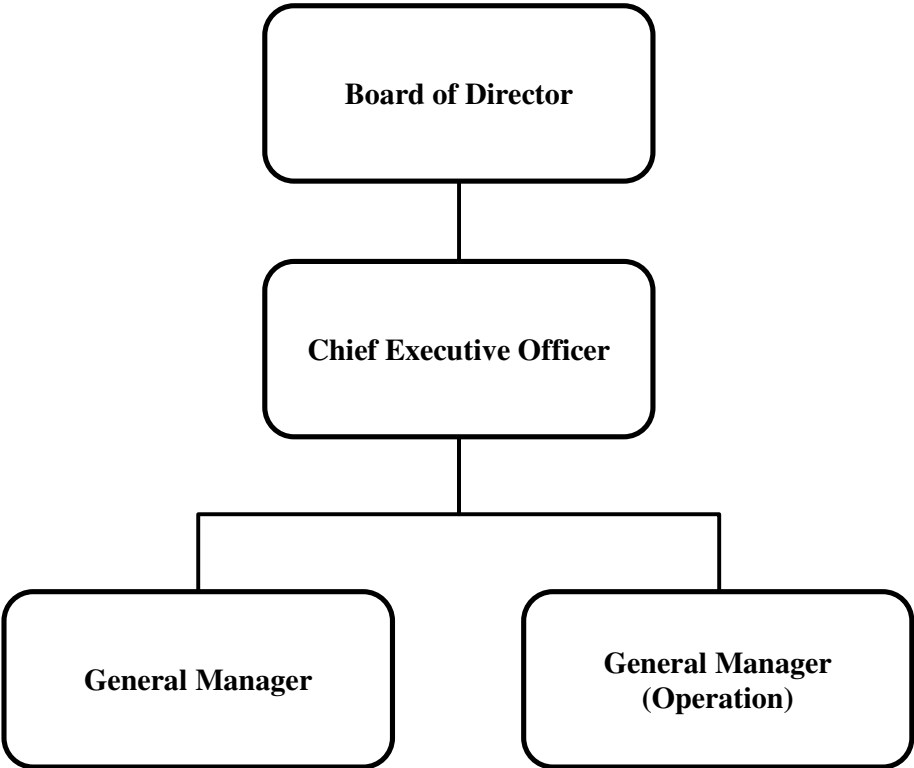 Board of Director
Chief Executive Officer
General Manager
General Manager
(Operation)